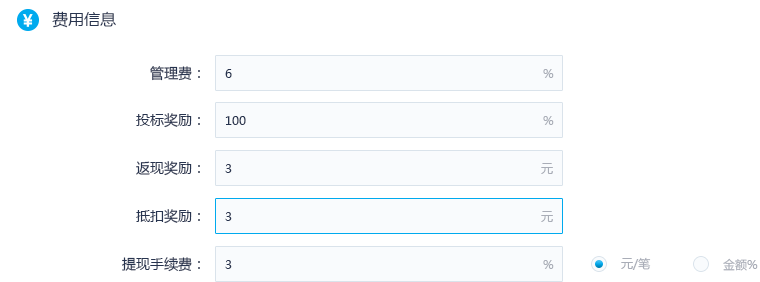 ¥ 费用信息
管理费： 6 %
投标奖励： 100 %
返现奖励： 3 元
抵扣奖励： 3 元
提现手续费： 3 % 元/笔 金额%